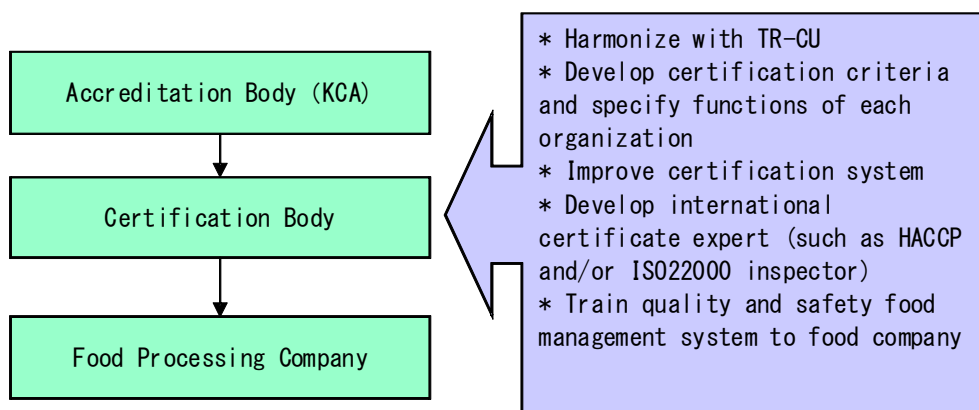 Accreditation Body (KCA)
Certification Body
Food Processing Company
* Harmonize with TR-CU
* Develop certification criteria
and specify functions of each
organization
* Improve certification system
* Develop international
certificate expert (such as HACCP
and/or ISO22000 inspector)
* Train quality and safety food
management system to food company